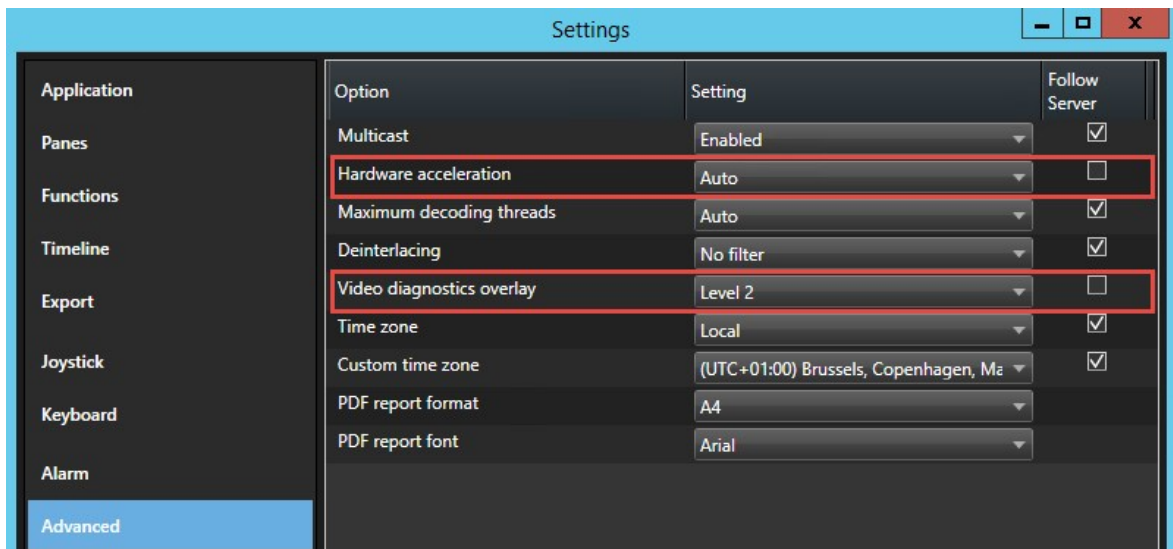 Settings
Application
Panes
Functions
Timeline
Export
Joystick
Keyboard
Alarm
Advanced
Option Setting Follow Server
Multicast Enabled
Hardware acceleration Auto
Maximum decoding threads Auto
Deinterlacing No filter
Video diagnostics overlay Level 2
Time zone Local
Custom time zone (UTC+01:00) Brussels, Copenhagen, Ma
PDF report format A4
PDF report font Arial